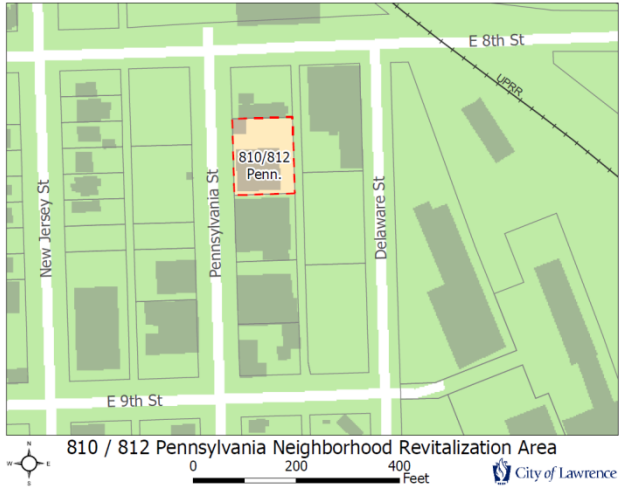 E 8th St
UPRR
810/812
Penn.
New Jersey St
Pennsylvania St
Delaware St
E 9th St
810 / 812 Pennsylvania Neighborhood Revitalization Area
N
W E
S
0 200 400
Feet
City of Lawrence